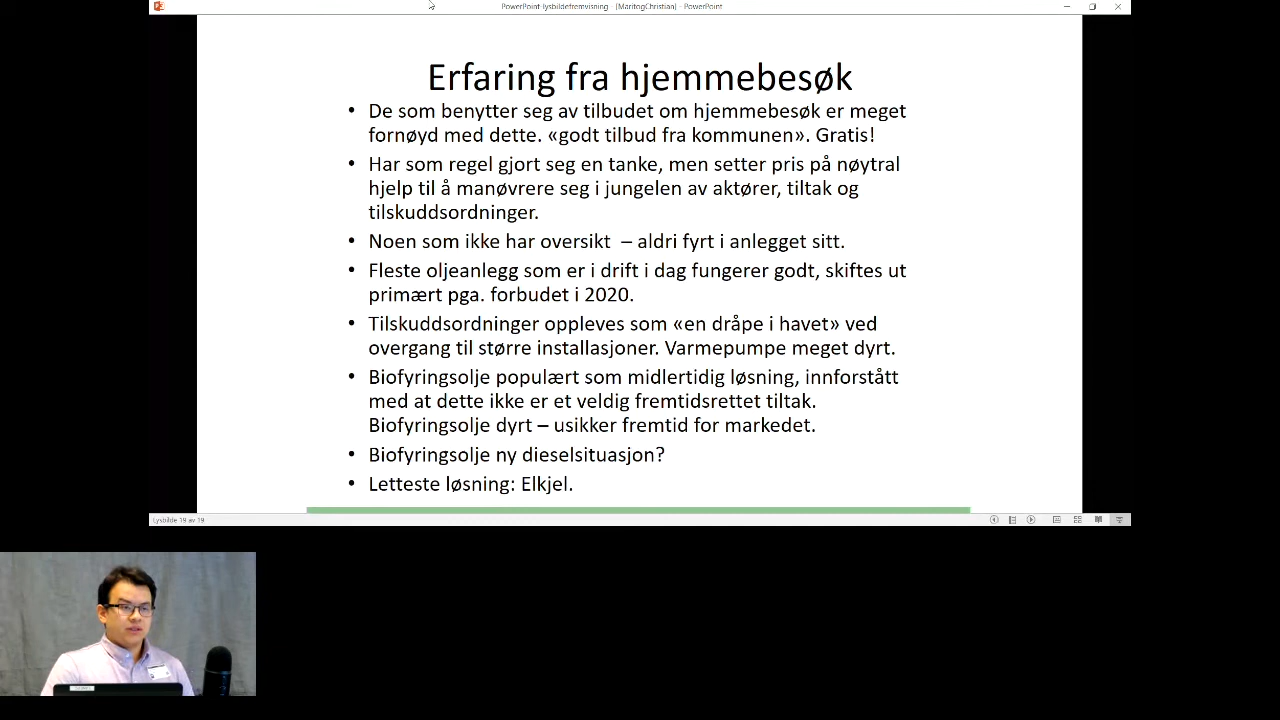 PowerPoint-lysbildefremvisning - [MaritogChristian] - PowerPoint
Erfaring fra hjemmebesøk
• De som benytter seg av tilbudet om hjemmebesøk er meget
fornøyd med dette. «godt tilbud fra kommunen». Gratis!
• Har som regel gjort seg en tanke, men setter pris på nøytral
hjelp til å manøvrere seg i jungelen av aktører, tiltak og
tilskuddsordninger.
• Noen som ikke har oversikt – aldri fyrt i anlegget sitt.
• Fleste oljeanlegg som er i drift i dag fungerer godt, skiftes ut
primært pga. forbudet i 2020.
• Tilskuddsordninger oppleves som «en dråpe i havet» ved
overgang til større installasjoner. Varmepumpe meget dyrt.
• Biofyringsolje populært som midlertidig løsning, innforstått
med at dette ikke er et veldig fremtidsrettet tiltak.
Biofyringsolje dyrt – usikker fremtid for markedet.
• Biofyringsolje ny dieselsituasjon?
• Letteste løsning: Elkjel.
Lysbilde 19 av 19